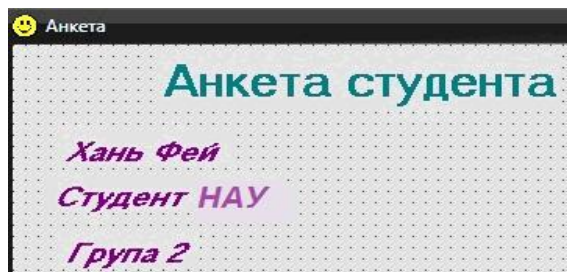 Анкета
Анкета студента
Хань Фей
Студент НАУ
Група 2